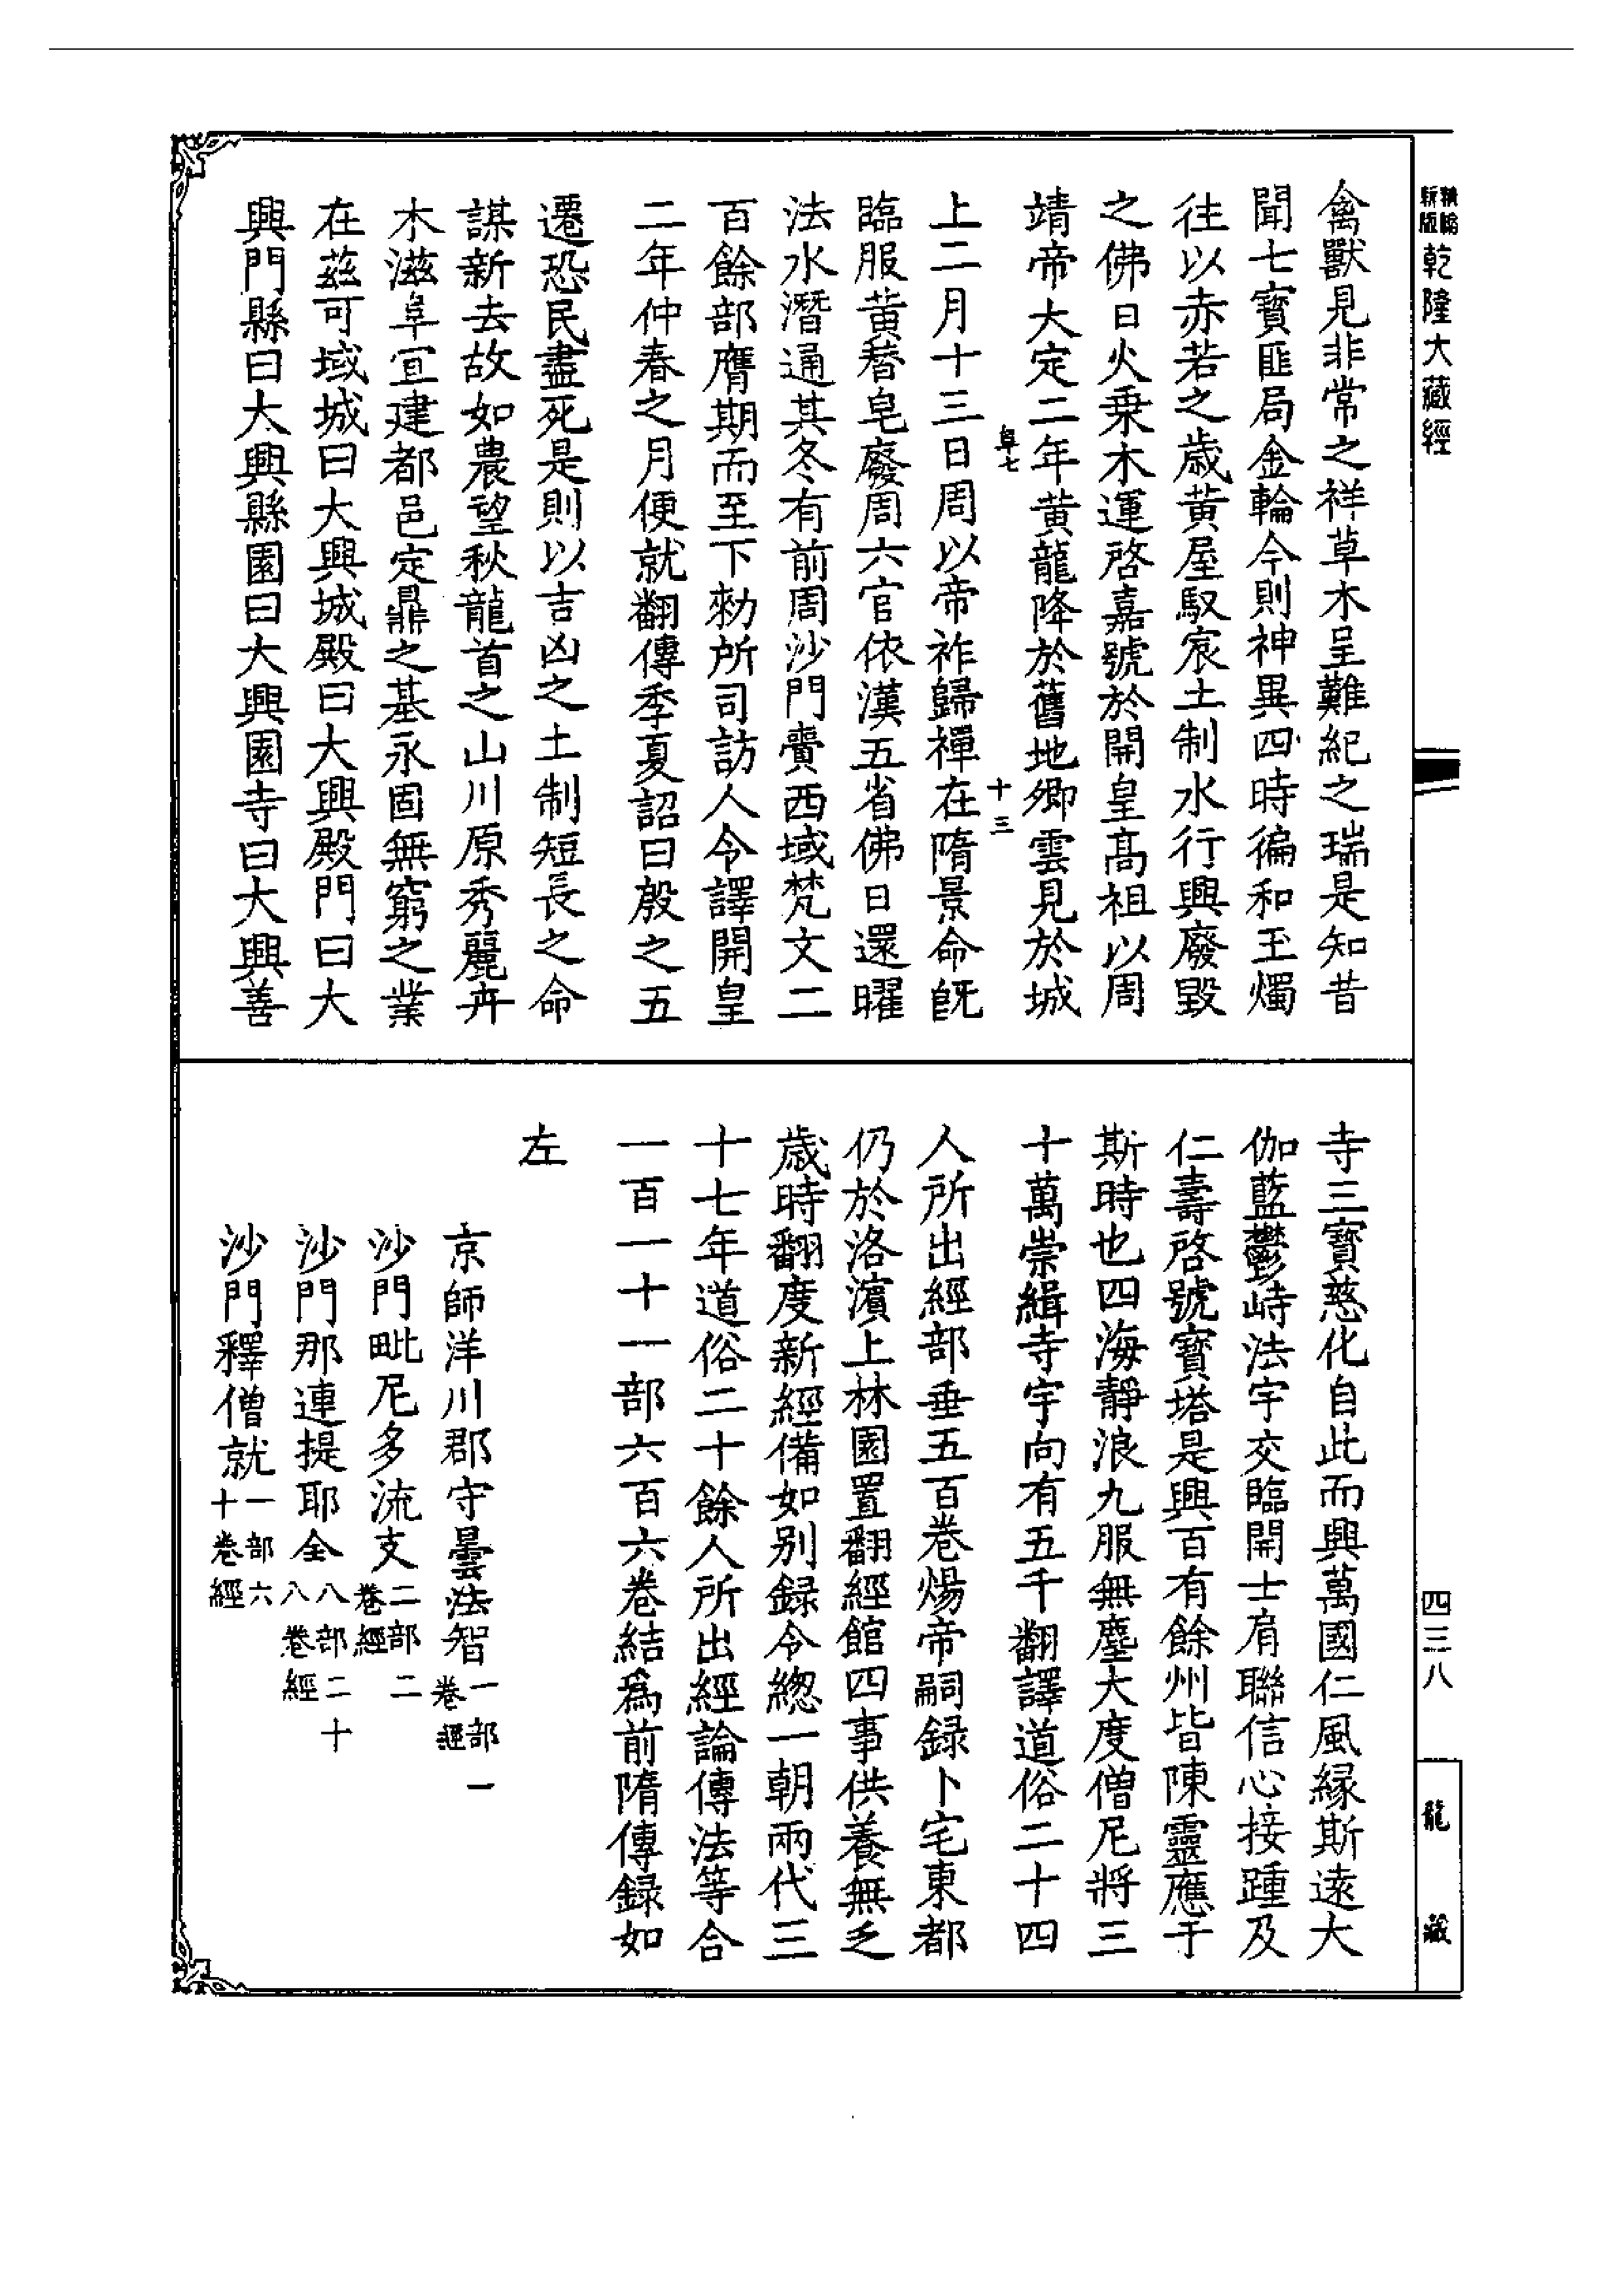 新版
精編
乾隆大藏經
禽獸見非常之祥草木呈難紀之瑞是知昔
聞七寶匪局金輪今則神異四時徧和玉燭
往以赤若之歲黃屋馭宸土制水行興廢毀
之佛日火乗木運啓嘉號於開皇高祖以周
靖帝大定二年黃龍降於舊地卿雲見於城
阜七
十三
上二月十三日周以帝祚歸禪在隋景命旣
臨服黃替皂廢周六官依漢五省佛日還曜
法水潛通其冬有前周沙門賷西域梵文二
百餘部膺期而至下勑所司訪人令譯開皇
二年仲春之月便就翻傳季夏詔曰殷之五
遷恐民盡死是則以吉凶之土制短長之命
謀新去故如農望秋龍首之山川原秀麗卉
木滋阜宜建都邑定鼎之基永固無窮之業
在茲可域城曰大興城殿曰大興殿門曰大
興門縣曰大興縣園曰大興園寺曰大興善
寺三寶慈化自此而興萬國仁風緣斯遠大
伽藍鬱峙法宇交臨開士肩聯信心接踵及
仁壽啓號寶塔是興百有餘州皆陳靈應于
斯時也四海靜浪九服無塵大度僧尼將三
十萬崇緝寺宇向有五千翻譯道俗二十四
人所出經部垂五百卷煬帝嗣録卜宅東都
仍於洛濱上林園置翻經館四事供養無乏
歲時翻度新經備如別録今緫一朝兩代三
十七年道俗二十餘人所出經論傳法等合
一百一十一部六百六卷結爲前隋傳録如
左
京師洋川郡守曇法智一部一卷經
沙門毗尼多流支二部二卷經
沙門那連提耶舍八部二十八卷經
沙門釋僧就一部六十卷經
四三八
龍藏